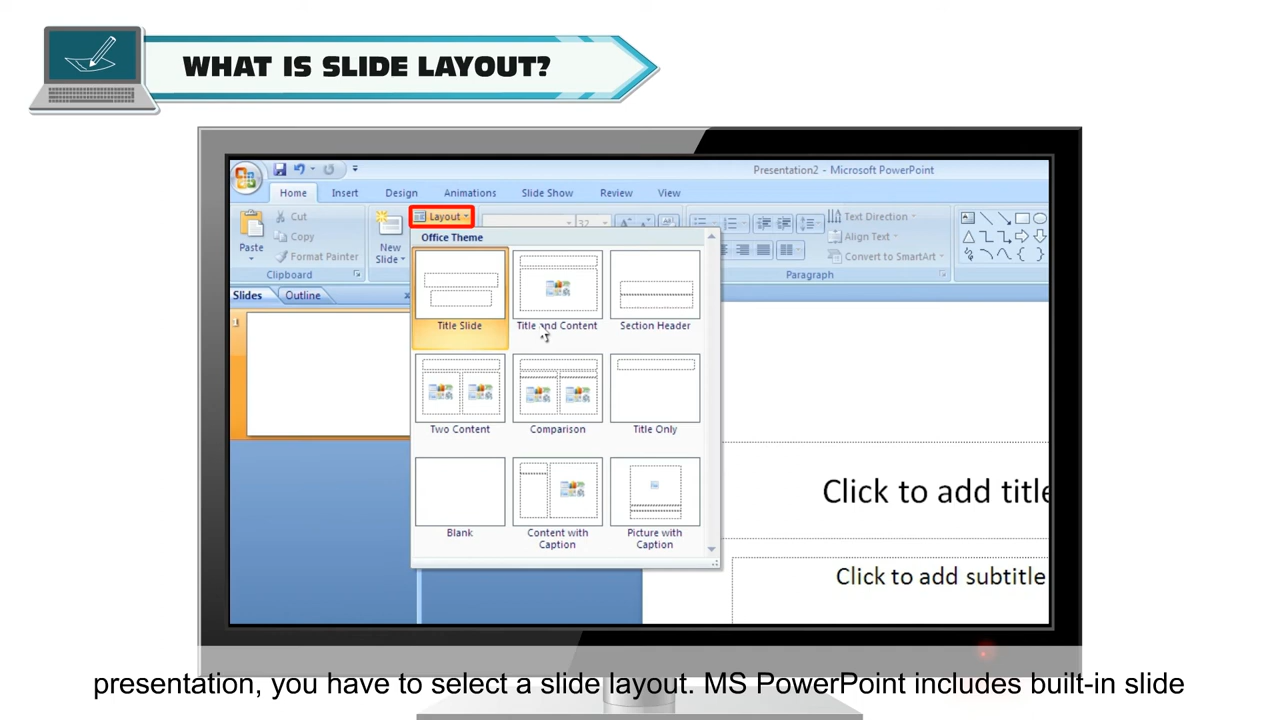 WHAT IS SLIDE LAYOUT?
Presentation2 - Microsoft PowerPoint
Home Insert Design Animations Slide Show Review View
Cut
Copy
Format Painter
Paste
Clipboard
New
Slide
Layout
32
Text Direction
Align Text
Convert to SmartArt
Paragraph
Slides Outline
1
Office Theme
Title Slide Title and Content Section Header
Two Content Comparison Title Only
Blank Content with Caption Picture with Caption
Click to add title
Click to add subtitle
presentation, you have to select a slide layout. MS PowerPoint includes built-in slide